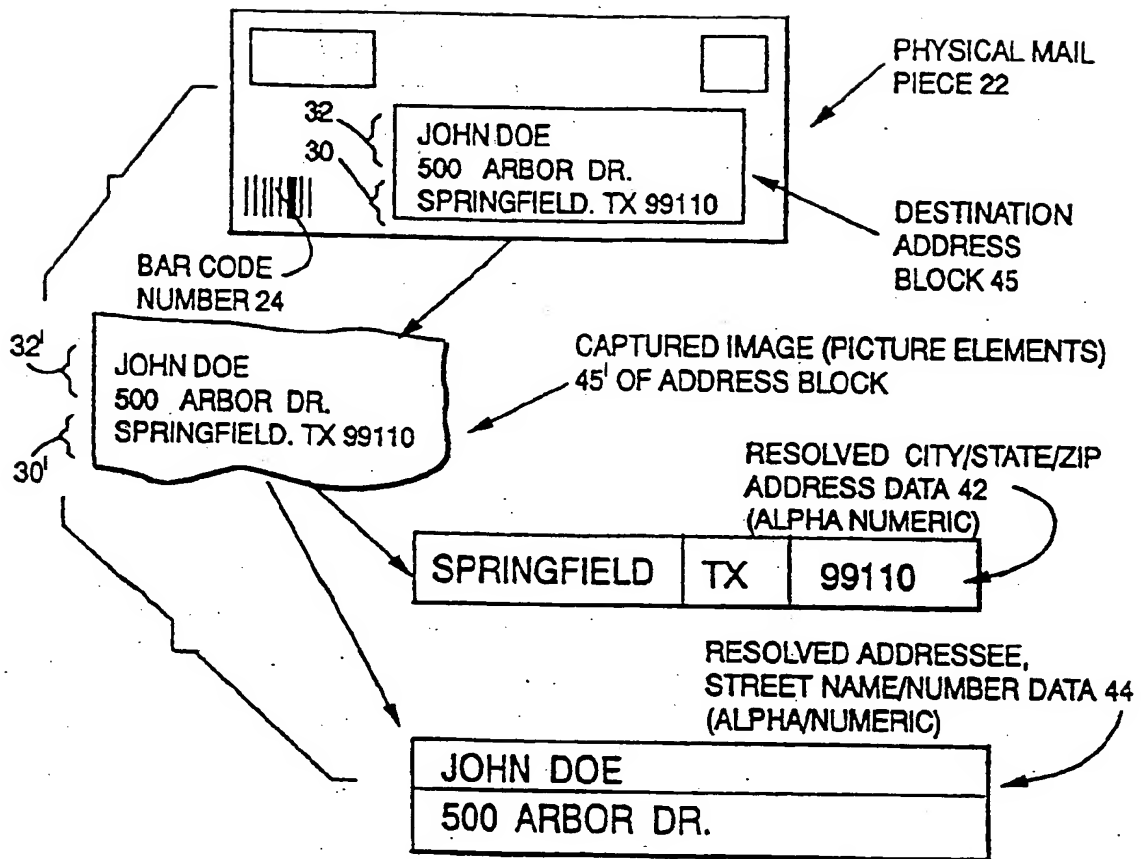 PHYSICAL MAIL
PIECE 22
32
30
JOHN DOE
500 ARBOR DR.
SPRINGFIELD. TX 99110
DESTINATION
ADDRESS
BLOCK 45
BAR CODE
NUMBER 24
32'
30'
JOHN DOE
500 ARBOR DR.
SPRINGFIELD. TX 99110
CAPTURED IMAGE (PICTURE ELEMENTS)
45' OF ADDRESS BLOCK
RESOLVED CITY/STATE/ZIP
ADDRESS DATA 42
(ALPHA NUMERIC)
SPRINGFIELD TX 99110
RESOLVED ADDRESSEE,
STREET NAME/NUMBER DATA 44
(ALPHA/NUMERIC)
JOHN DOE
500 ARBOR DR.